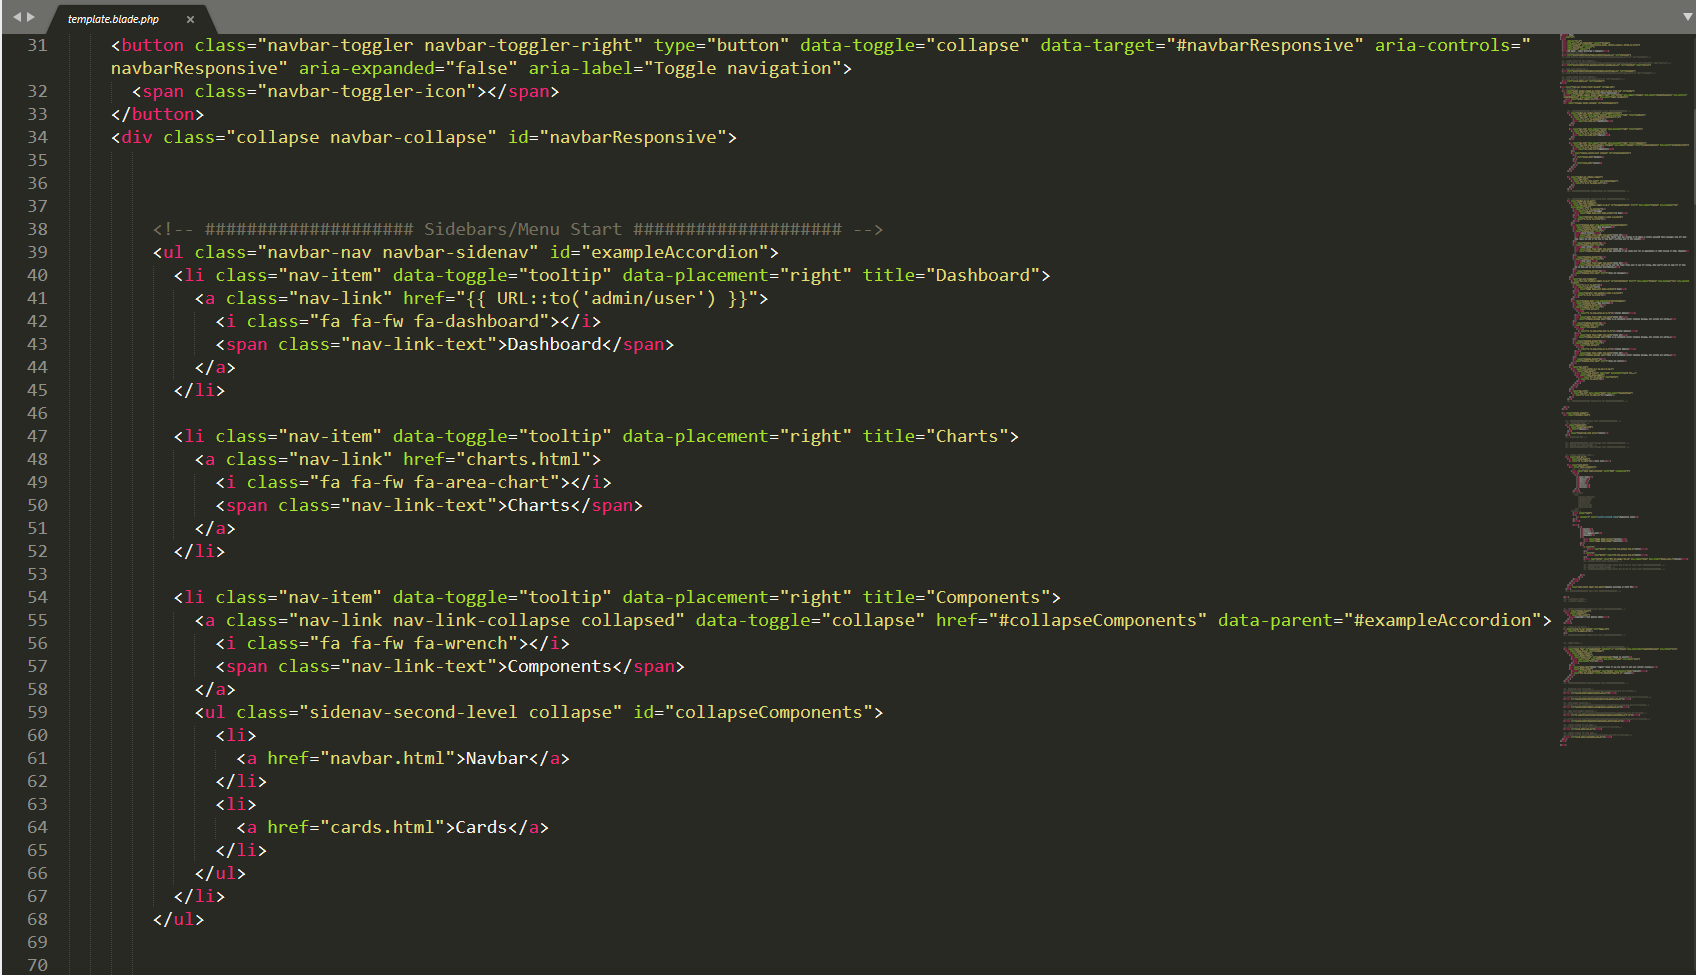 template.blade.php ×
31 <button class="navbar-toggler navbar-toggler-right" type="button" data-toggle="collapse" data-target="#navbarResponsive" aria-controls="
navbarResponsive" aria-expanded="false" aria-label="Toggle navigation">
32 <span class="navbar-toggler-icon"></span>
33 </button>
34 <div class="collapse navbar-collapse" id="navbarResponsive">
35
36
37
38 <!-- #################### Sidebars/Menu Start #################### -->
39 <ul class="navbar-nav navbar-sidenav" id="exampleAccordion">
40 <li class="nav-item" data-toggle="tooltip" data-placement="right" title="Dashboard">
41 <a class="nav-link" href="{{ URL::to('admin/user') }}">
42 <i class="fa fa-fw fa-dashboard"></i>
43 <span class="nav-link-text">Dashboard</span>
44 </a>
45 </li>
46
47 <li class="nav-item" data-toggle="tooltip" data-placement="right" title="Charts">
48 <a class="nav-link" href="charts.html">
49 <i class="fa fa-fw fa-area-chart"></i>
50 <span class="nav-link-text">Charts</span>
51 </a>
52 </li>
53
54 <li class="nav-item" data-toggle="tooltip" data-placement="right" title="Components">
55 <a class="nav-link nav-link-collapse collapsed" data-toggle="collapse" href="#collapseComponents" data-parent="#exampleAccordion">
56 <i class="fa fa-fw fa-wrench"></i>
57 <span class="nav-link-text">Components</span>
58 </a>
59 <ul class="sidenav-second-level collapse" id="collapseComponents">
60 <li>
61 <a href="navbar.html">Navbar</a>
62 </li>
63 <li>
64 <a href="cards.html">Cards</a>
65 </li>
66 </ul>
67 </li>
68 </ul>
69
70